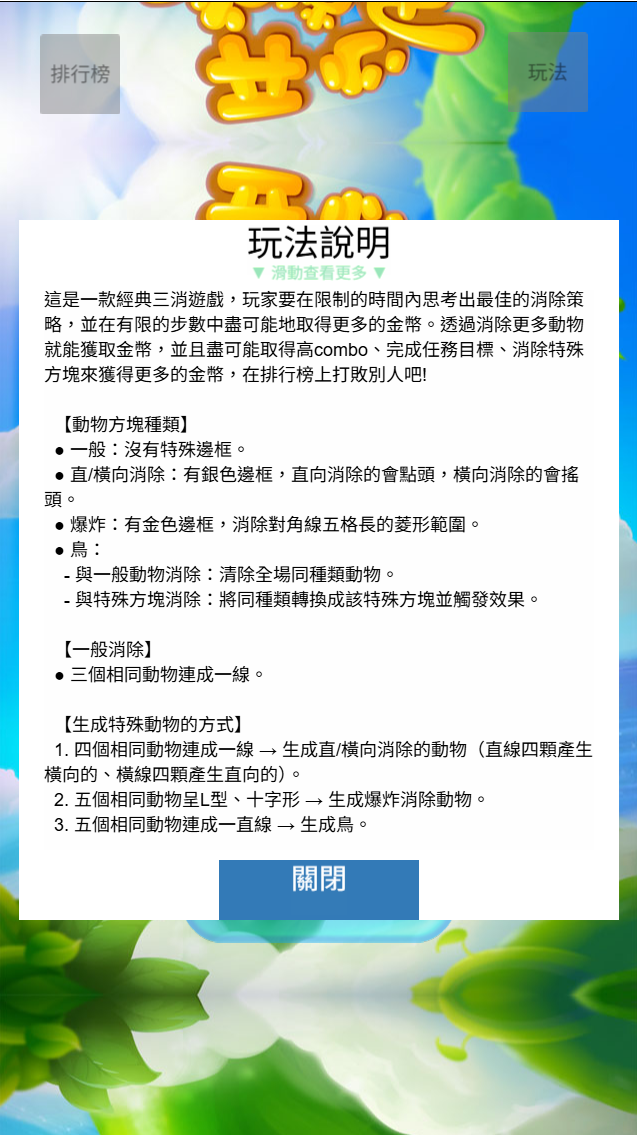 排行榜
玩法
玩法說明
▼ 滑動查看更多 ▼
這是一款經典三消遊戲，玩家要在限制的時間內思考出最佳的消除策
略，並在有限的步數中盡可能地取得更多的金幣。透過消除更多動物
就能獲取金幣，並且盡可能取得高combo、完成任務目標、消除特殊
方塊來獲得更多的金幣，在排行榜上打敗別人吧!
【動物方塊種類】
● 一般：沒有特殊邊框。
● 直/橫向消除：有銀色邊框，直向消除的會點頭，橫向消除的會搖
頭。
● 爆炸：有金色邊框，消除對角線五格長的菱形範圍。
● 鳥：
- 與一般動物消除：清除全場同種類動物。
- 與特殊方塊消除：將同種類轉換成該特殊方塊並觸發效果。
【一般消除】
● 三個相同動物連成一線。
【生成特殊動物的方式】
1. 四個相同動物連成一線 → 生成直/橫向消除的動物（直線四顆產生
橫向的、橫線四顆產生直向的）。
2. 五個相同動物呈L型、十字形 → 生成爆炸消除動物。
3. 五個相同動物連成一直線 → 生成鳥。
關閉